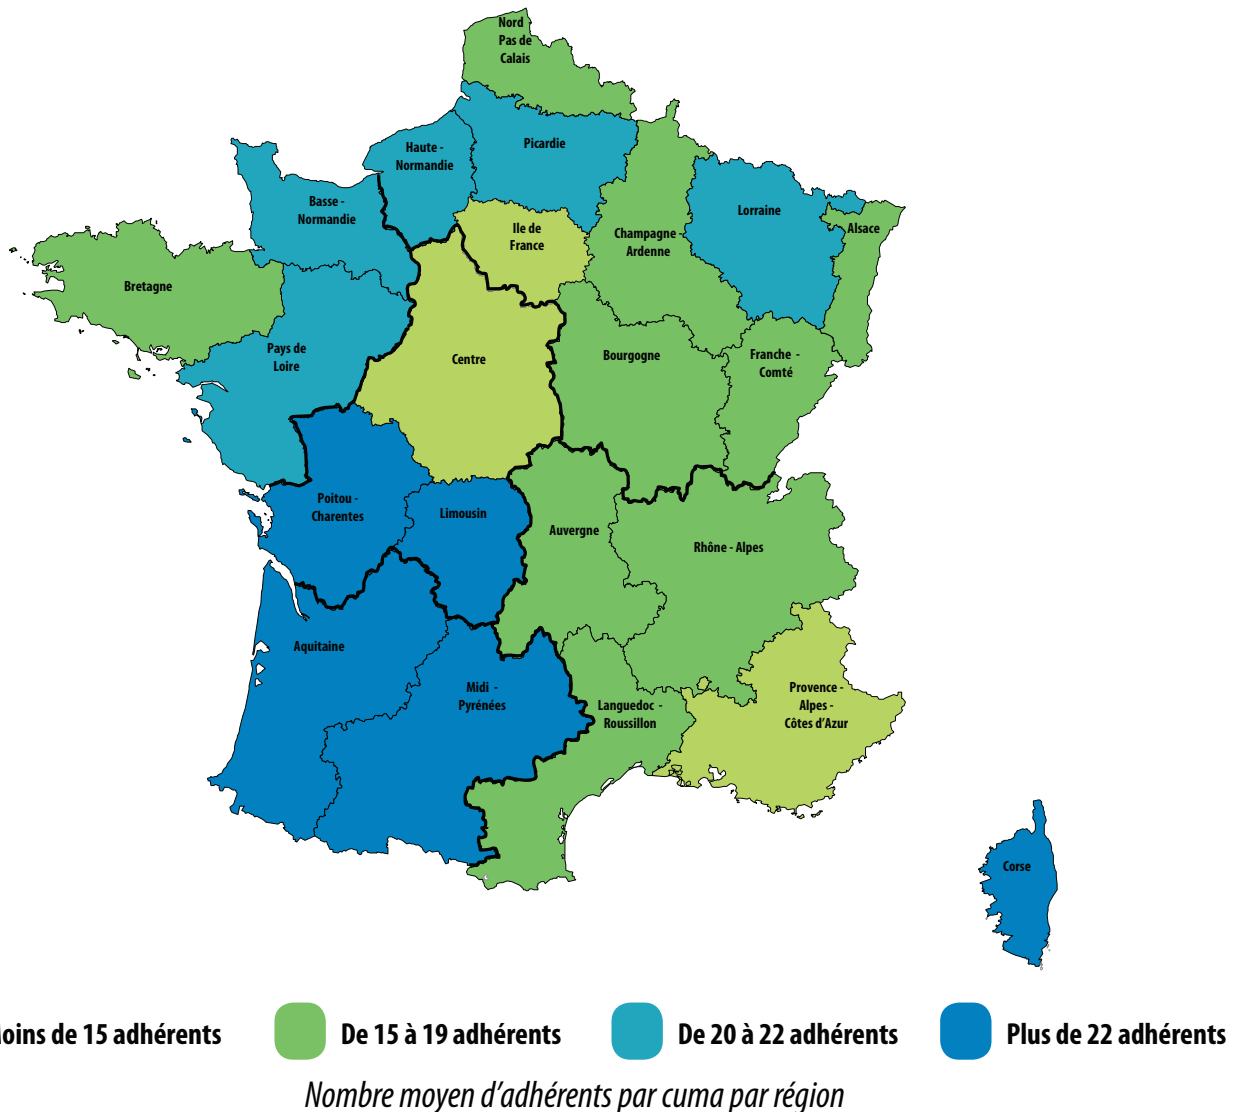 Nord
Pas de
Calais
Haute -
Normandie
Picardie
Basse -
Normandie
Lorraine
Ile de
France
Champagne -
Ardenne
Alsace
Bretagne
Pays de
Loire
Centre
Bourgogne
Franche -
Comté
Poitou -
Charentes
Limousin
Auvergne
Rhône - Alpes
Aquitaine
Midi -
Pyrénées
Languedoc -
Roussillon
Provence -
Alpes -
Côtes d'Azur
Corse
oins de 15 adhérents
De 15 à 19 adhérents
De 20 à 22 adhérents
Plus de 22 adhérents
Nombre moyen d'adhérents par cuma par région